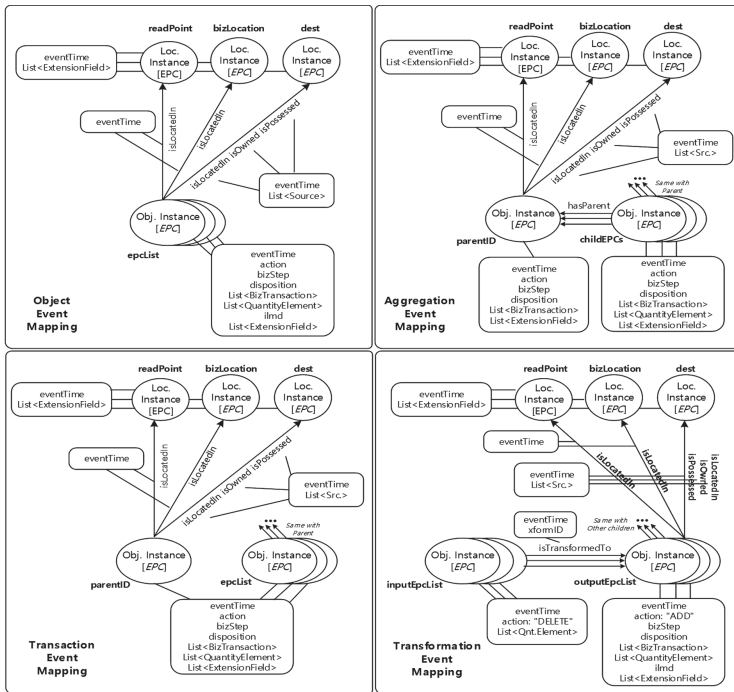 readPoint bizLocation dest
eventTime
List<ExtensionField>
Loc.
Instance
[EPC]
Loc.
Instance
[EPC]
Loc.
Instance
[EPC]
eventTime
isLocatedIn
isLocatedIn
isLocatedIn isOwned isPossessed
eventTime
List<Source>
Obj. Instance
[EPC]
epcList
eventTime
action
bizStep
disposition
List<BizTransaction>
List<QuantityElement>
ilmd
List<ExtensionField>
Object
Event
Mapping
readPoint bizLocation dest
eventTime
List<ExtensionField>
Loc.
Instance
[EPC]
Loc.
Instance
[EPC]
Loc.
Instance
[EPC]
eventTime
isLocatedIn
isLocatedIn
isLocatedIn isOwned isPossessed
eventTime
List<Src.>
Same with
Parent
Obj. Instance
[EPC]
hasParent
Obj. Instance
[EPC]
parentID
childEPCs
eventTime
action
bizStep
disposition
List<BizTransaction>
List<ExtensionField>
eventTime
action
bizStep
disposition
List<BizTransaction>
List<QuantityElement>
List<ExtensionField>
Aggregation
Event
Mapping
readPoint bizLocation dest
eventTime
List<ExtensionField>
Loc.
Instance
[EPC]
Loc.
Instance
[EPC]
Loc.
Instance
[EPC]
eventTime
isLocatedIn
isLocatedIn
isLocatedIn isOwned isPossessed
eventTime
List<Src.>
Same with
Parent
Obj. Instance
[EPC]
Obj. Instance
[EPC]
parentID
epcList
eventTime
action
bizStep
disposition
List<BizTransaction>
List<QuantityElement>
List<ExtensionField>
Transaction
Event
Mapping
readPoint bizLocation dest
eventTime
List<ExtensionField>
Loc.
Instance
[EPC]
Loc.
Instance
[EPC]
Loc.
Instance
[EPC]
eventTime
isLocatedIn
isLocatedIn
isLocatedIn
isOwned
isPossessed
eventTime
List<Src.>
eventTime
xformID
Same with
Other children
isTransformedTo
Obj. Instance
[EPC]
Obj. Instance
[EPC]
inputEpcList
outputEpcList
eventTime
action: "DELETE"
List<Qnt.Element>
eventTime
action: "ADD"
bizStep
disposition
List<BizTransaction>
List<QuantityElement>
ilmd
List<ExtensionField>
Transformation
Event
Mapping